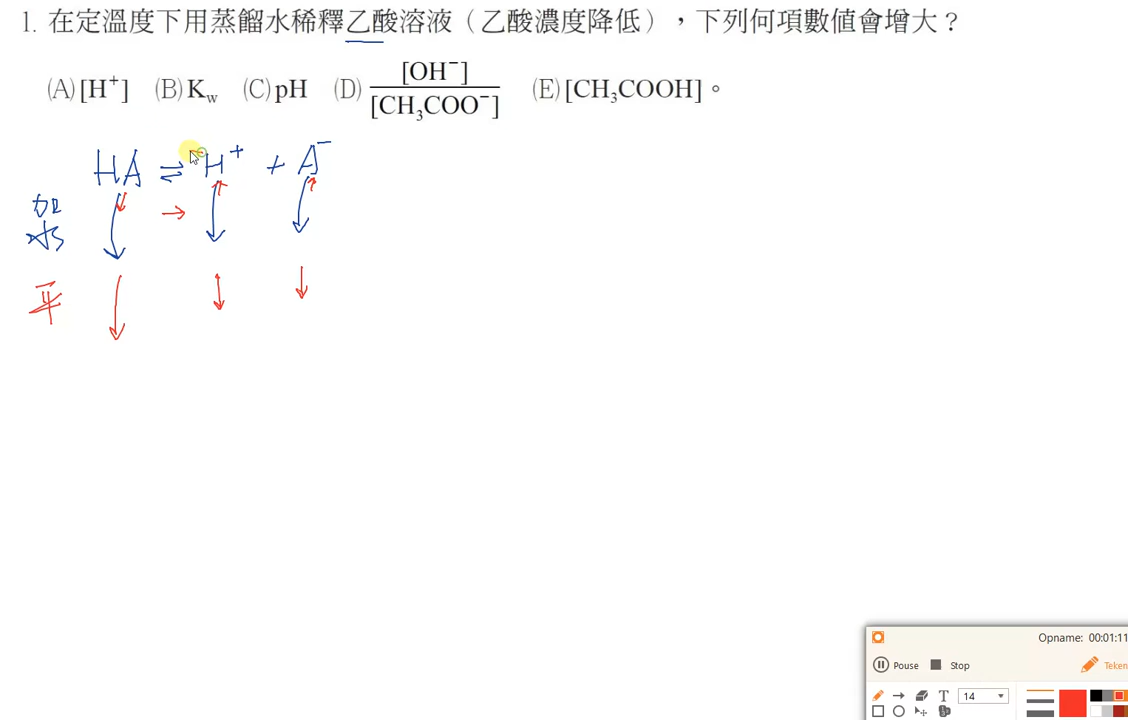 1. 在定溫度下用蒸餾水稀釋乙酸溶液（乙酸濃度降低），下列何項數值會增大？
(A)[H⁺] (B)K_w (C)pH (D) [OH⁻]/[CH₃COO⁻] (E)[CH₃COOH]。
HA ⇌ H⁺ + A⁻
加
水
→
平
Opname: 00:01:11
Pause Stop Teken
T 14